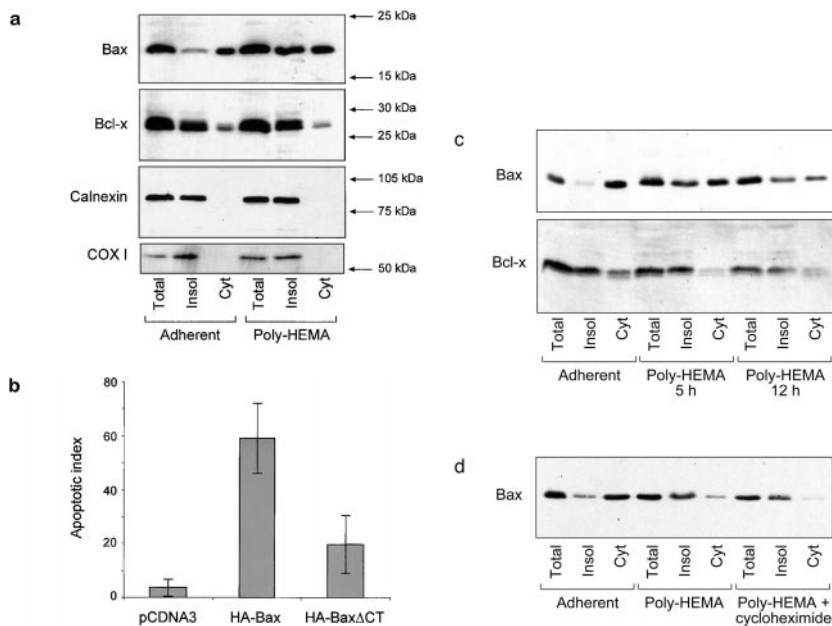 a
25 kDa
Bax
15 kDa
30 kDa
Bcl-x
25 kDa
105 kDa
Calnexin
75 kDa
COX I
50 kDa
Total Insol Cyt Total Insol Cyt
Adherent Poly-HEMA
b
80
60
40
20
0
Apoptotic index
pCDNA3 HA-Bax HA-BaxΔCT
c
Bax
Bcl-x
Total Insol Cyt Total Insol Cyt Total Insol Cyt
Adherent Poly-HEMA Poly-HEMA
5 h 12 h
d
Bax
Total Insol Cyt Total Insol Cyt Total Insol Cyt
Adherent Poly-HEMA Poly-HEMA +
cycloheximide